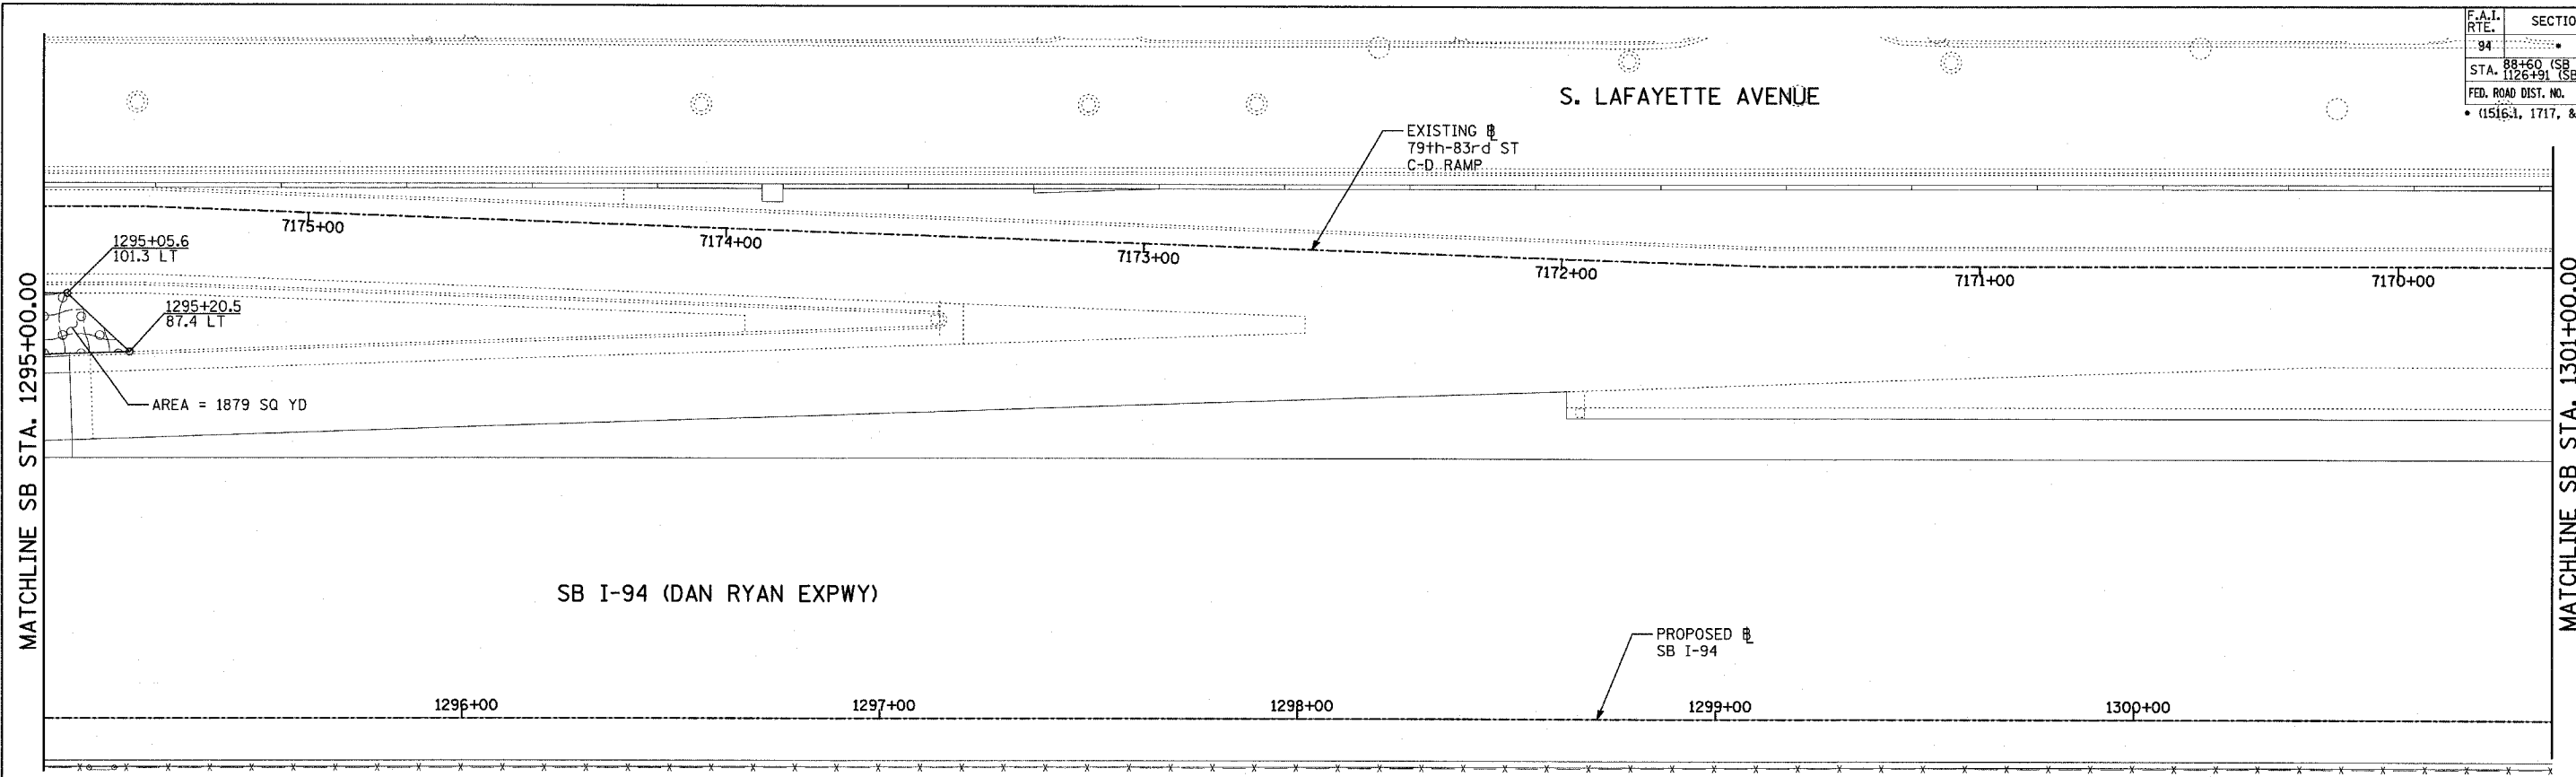 F.A.I.
RTE.
SECTIO
94
*
STA. 88+60 (SB
1126+91 (SB
FED. ROAD DIST. NO.
* (1516.1, 1717, &
S. LAFAYETTE AVENUE
EXISTING BL
79th-83rd ST
C-D RAMP
7175+00
7174+00
7173+00
7172+00
7171+00
7170+00
1295+05.6
101.3 LT
1295+20.5
87.4 LT
AREA = 1879 SQ YD
MATCHLINE SB STA. 1295+00.00
MATCHLINE SB STA. 1301+00.00
SB I-94 (DAN RYAN EXPWY)
PROPOSED BL
SB I-94
1296+00
1297+00
1298+00
1299+00
1300+00